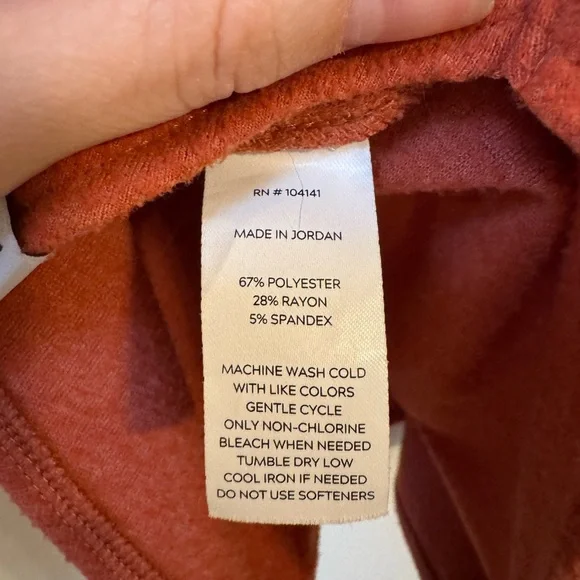 RN # 104141
MADE IN JORDAN
67% POLYESTER
28% RAYON
5% SPANDEX
MACHINE WASH COLD
WITH LIKE COLORS
GENTLE CYCLE
ONLY NON-CHLORINE
BLEACH WHEN NEEDED
TUMBLE DRY LOW
COOL IRON IF NEEDED
DO NOT USE SOFTENERS